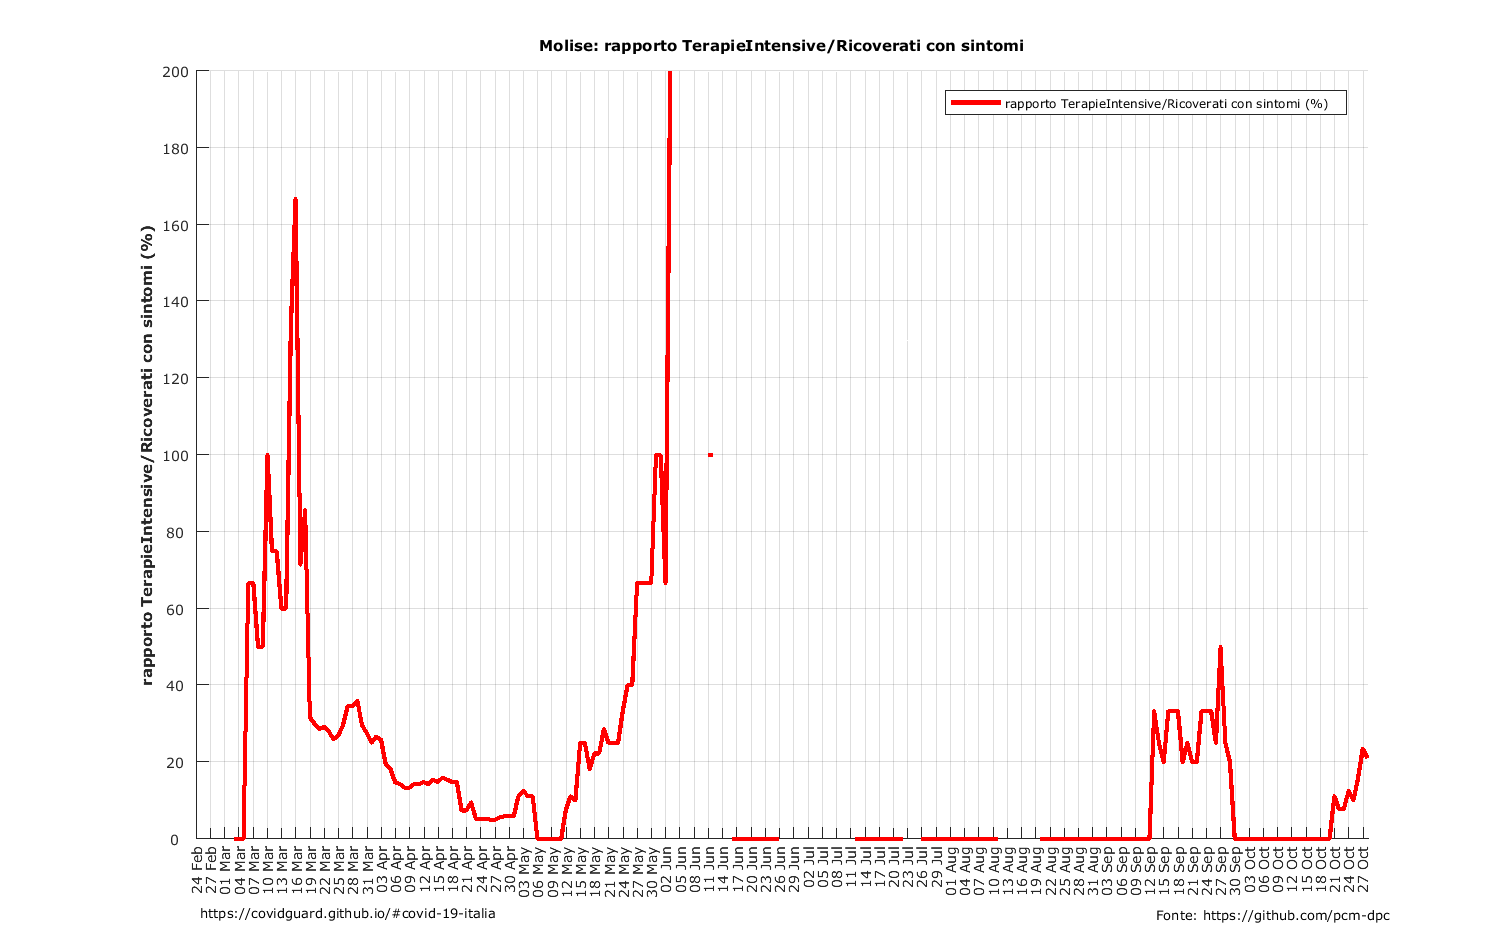 Molise: rapporto TerapieIntensive/Ricoverati con sintomi
rapporto TerapieIntensive/Ricoverati con sintomi (%)
rapporto TerapieIntensive/Ricoverati con sintomi (%)
200
180
160
140
120
100
80
60
40
20
0
24 Feb
27 Feb
01 Mar
04 Mar
07 Mar
10 Mar
13 Mar
16 Mar
19 Mar
22 Mar
25 Mar
28 Mar
31 Mar
03 Apr
06 Apr
09 Apr
12 Apr
15 Apr
18 Apr
21 Apr
24 Apr
27 Apr
30 Apr
03 May
06 May
09 May
12 May
15 May
18 May
21 May
24 May
27 May
30 May
02 Jun
05 Jun
08 Jun
11 Jun
14 Jun
17 Jun
20 Jun
23 Jun
26 Jun
29 Jun
02 Jul
05 Jul
08 Jul
11 Jul
14 Jul
17 Jul
20 Jul
23 Jul
26 Jul
29 Jul
01 Aug
04 Aug
07 Aug
10 Aug
13 Aug
16 Aug
19 Aug
22 Aug
25 Aug
28 Aug
31 Aug
03 Sep
06 Sep
09 Sep
12 Sep
15 Sep
18 Sep
21 Sep
24 Sep
27 Sep
30 Sep
03 Oct
06 Oct
09 Oct
12 Oct
15 Oct
18 Oct
21 Oct
24 Oct
27 Oct
https://covidguard.github.io/#covid-19-italia
Fonte: https://github.com/pcm-dpc